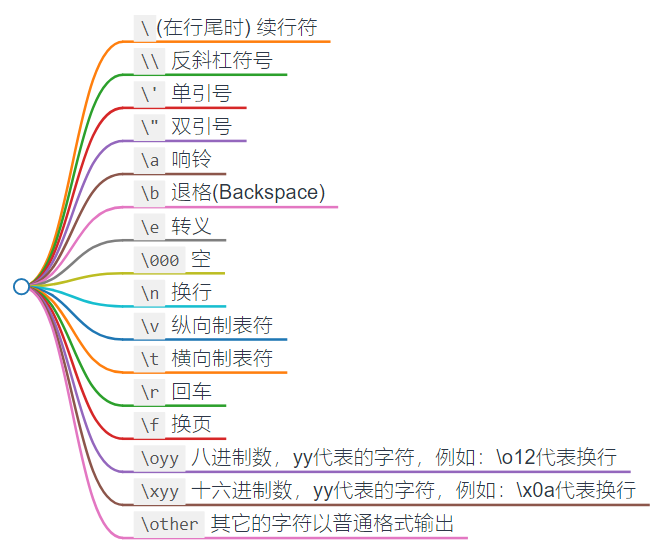 \ (在行尾时) 续行符
\\ 反斜杠符号
\' 单引号
\" 双引号
\a 响铃
\b 退格(Backspace)
\e 转义
\000 空
\n 换行
\v 纵向制表符
\t 横向制表符
\r 回车
\f 换页
\oyy 八进制数，yy代表的字符，例如：\o12代表换行
\xyy 十六进制数，yy代表的字符，例如：\x0a代表换行
\other 其它的字符以普通格式输出